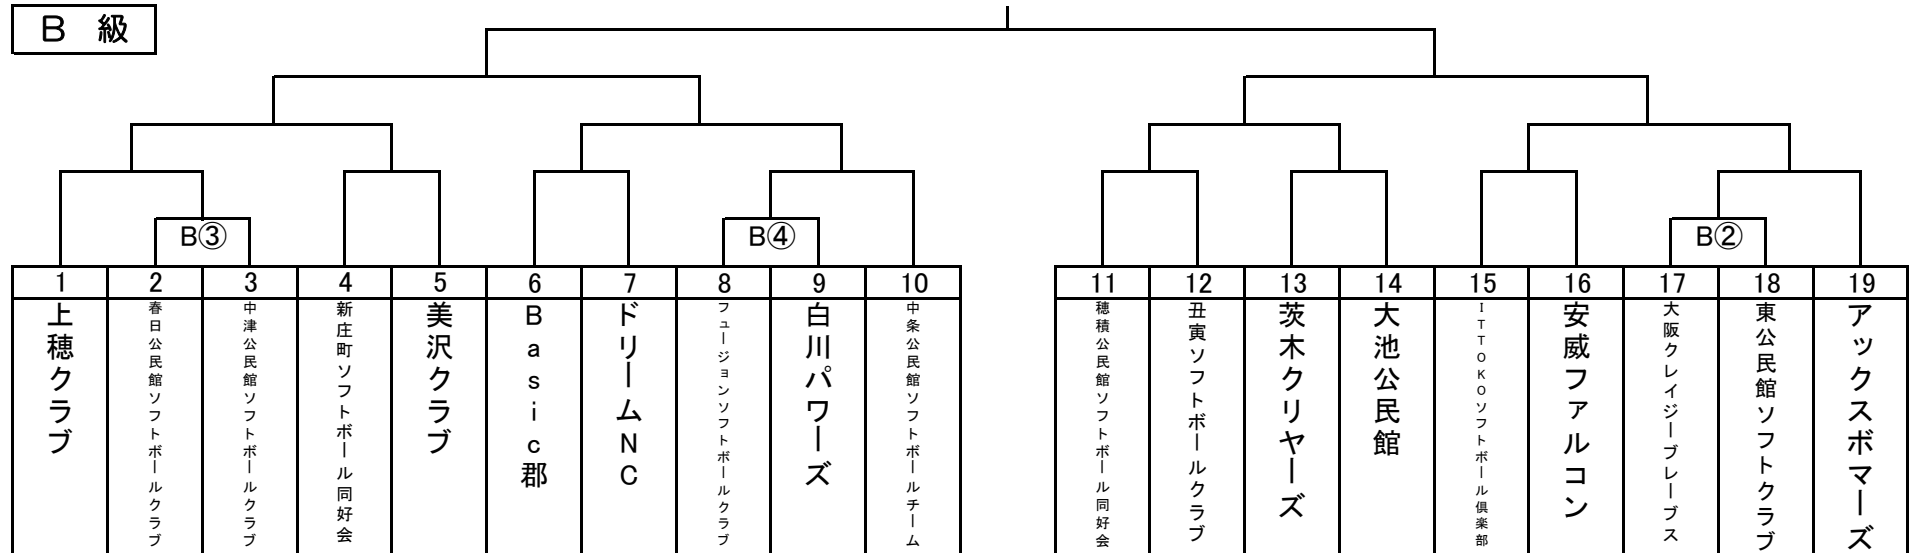 B 級
B③
B④
B②
1 2 3 4 5 6 7 8 9 10 11 12 13 14 15 16 17 18 19
上穂クラブ
春日公民館ソフトボールクラブ
中津公民館ソフトボールクラブ
新庄町ソフトボール同好会
美沢クラブ
Basic郡
ドリームNC
フュージョンソフトボールクラブ
白川パワーズ
中条公民館ソフトボールチーム
穂積公民館ソフトボール同好会
丑寅ソフトボールクラブ
茨木クリヤーズ
大池公民館
ITTOKOソフトボール倶楽部
安威ファルコン
大阪クレイジーブレーブス
東公民館ソフトクラブ
アックスボマーズ